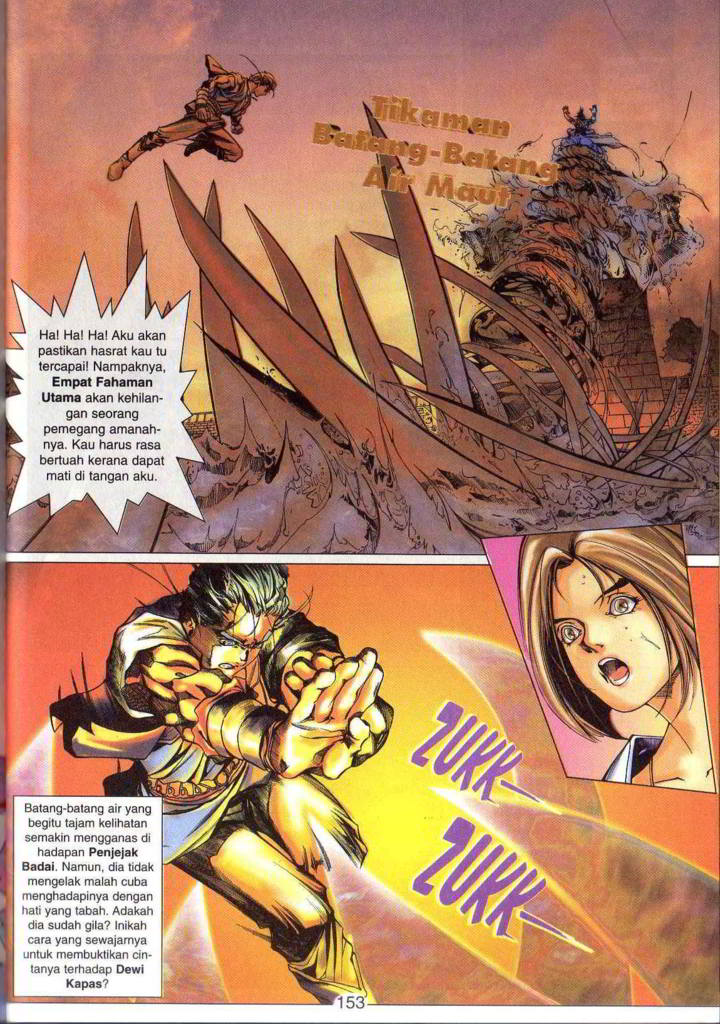 Tikaman
Batang-Batang
Air Maut
Ha! Ha! Ha! Aku akan
pastikan hasrat kau tu
tercapai! Nampaknya,
Empat Fahaman
Utama akan kehilan-
gan seorang
pemegang amanah-
nya. Kau harus rasa
bertuah kerana dapat
mati di tangan aku.
ZUKK
ZUKK
Batang-batang air yang
begitu tajam kelihatan
semakin mengganas di
hadapan Penjejak
Badai. Namun, dia tidak
mengelak malah cuba
menghadapinya dengan
hati yang tabah. Adakah
dia sudah gila? Inikah
cara yang sewajarnya
untuk membuktikan cin-
tanya terhadap Dewi
Kapas?
153